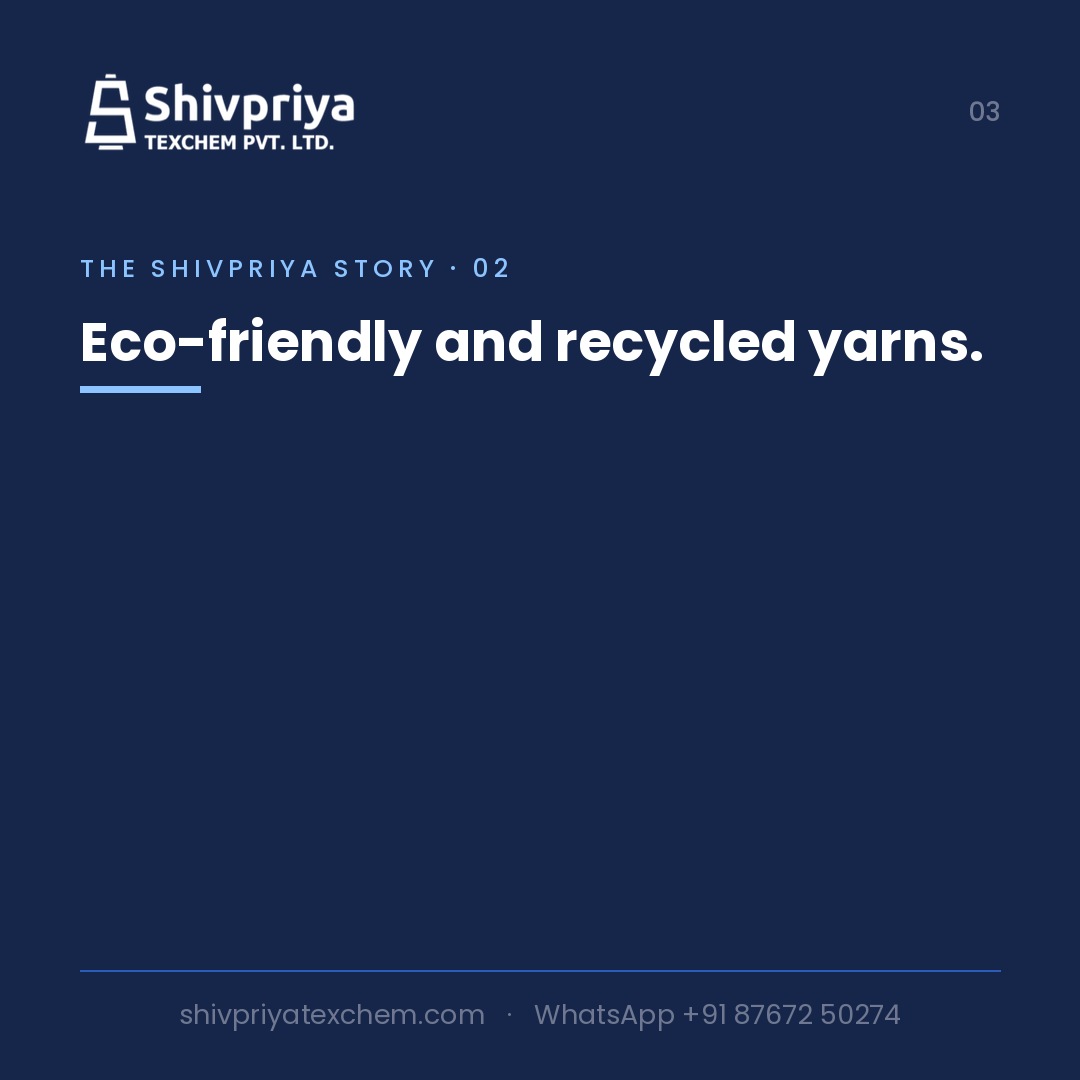 Shivpriya
TEXCHEM PVT. LTD.
03
THE SHIVPRIYA STORY · 02
Eco-friendly and recycled yarns.
shivpriyatexchem.com · WhatsApp +91 87672 50274